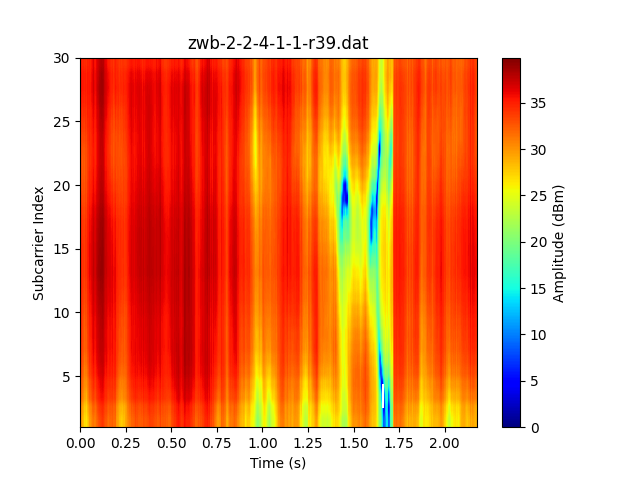 zwb-2-2-4-1-1-r39.dat
30
25
20
15
10
5
Subcarrier Index
0.00 0.25 0.50 0.75 1.00 1.25 1.50 1.75 2.00
Time (s)
35
30
25
20
15
10
5
0
Amplitude (dBm)